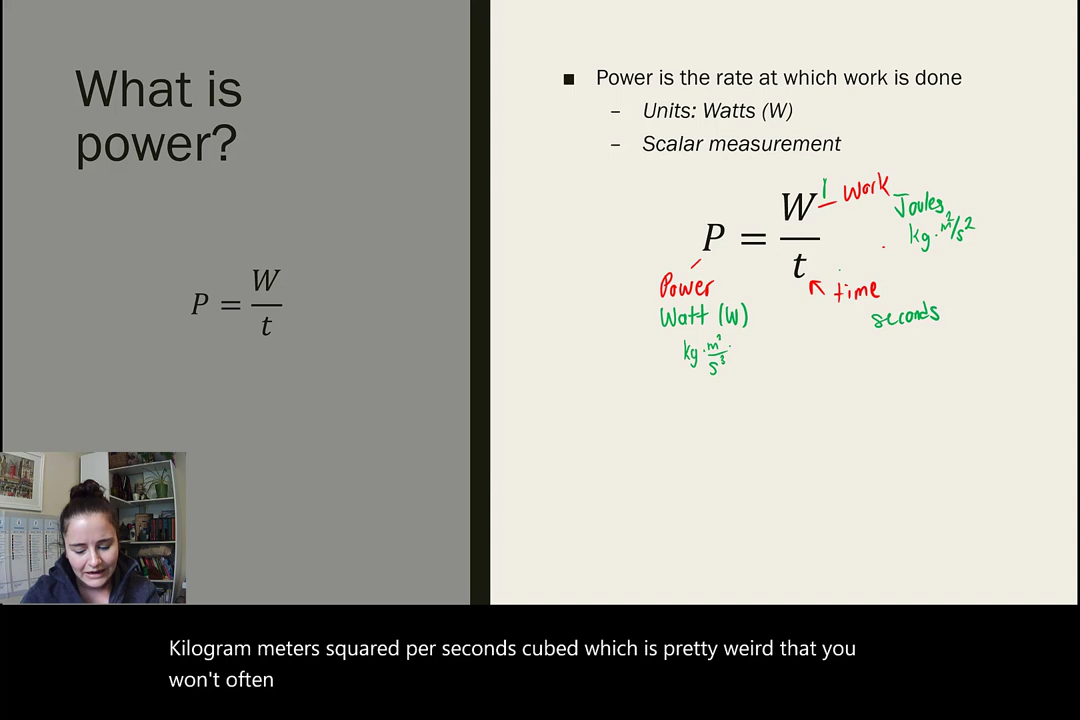 What is
power?
P = W/t
■ Power is the rate at which work is done
– Units: Watts (W)
– Scalar measurement
P = W/t
Work
Joules
kg·m²/s²
Power
time
Watt (W)
seconds
kg·m²/s³
Kilogram meters squared per seconds cubed which is pretty weird that you
won't often